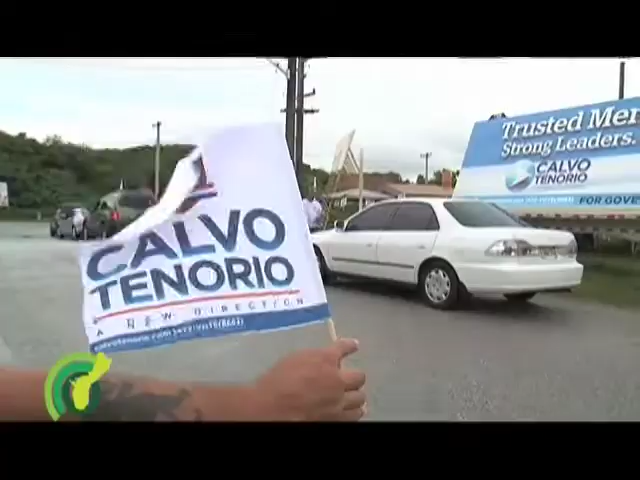 CALVO
TENORIO
A NEW DIRECTION
Trusted Men
Strong Leaders.
CALVO
TENORIO
FOR GOVE